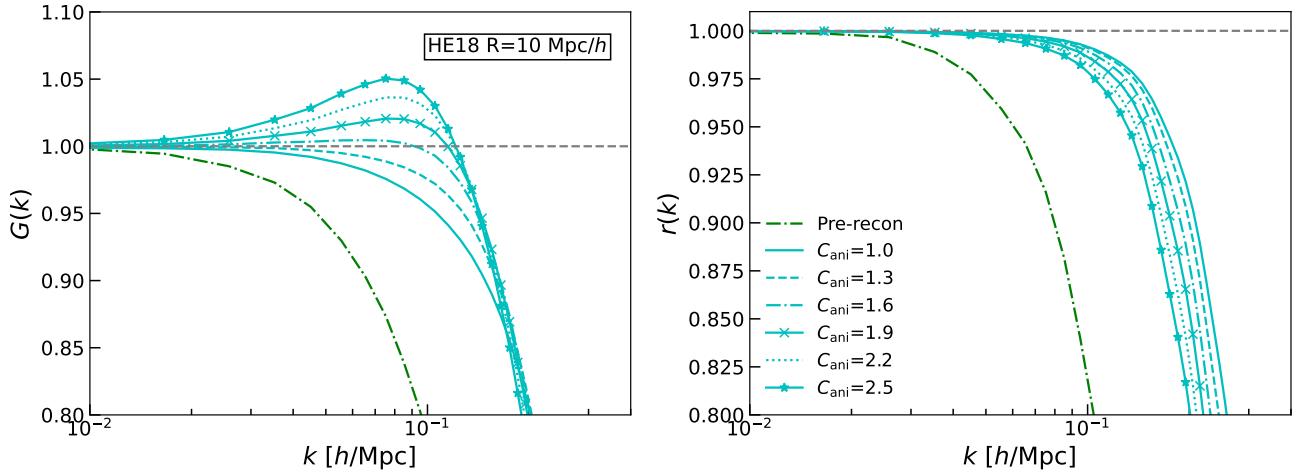 1.10
1.05
1.00
0.95
0.90
0.85
0.80
G(k)
HE18 R=10 Mpc/h
10⁻²
10⁻¹
k [h/Mpc]
1.000
0.975
0.950
0.925
0.900
0.875
0.850
0.825
0.800
r(k)
Pre-recon
C_ani=1.0
C_ani=1.3
C_ani=1.6
C_ani=1.9
C_ani=2.2
C_ani=2.5
10⁻²
10⁻¹
k [h/Mpc]